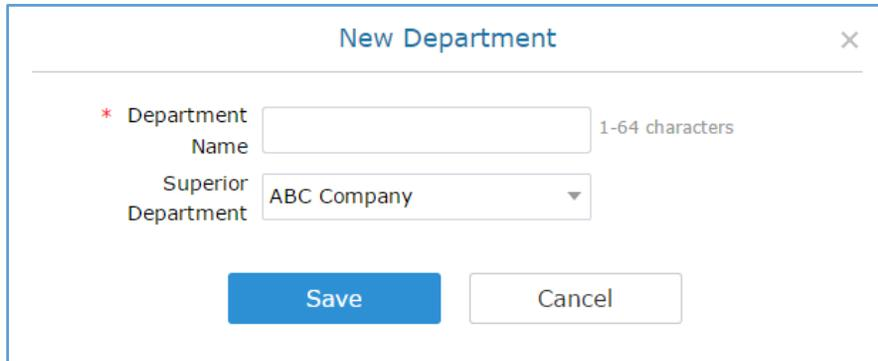 New Department
* Department
Name
1-64 characters
Superior
Department
ABC Company
Save
Cancel